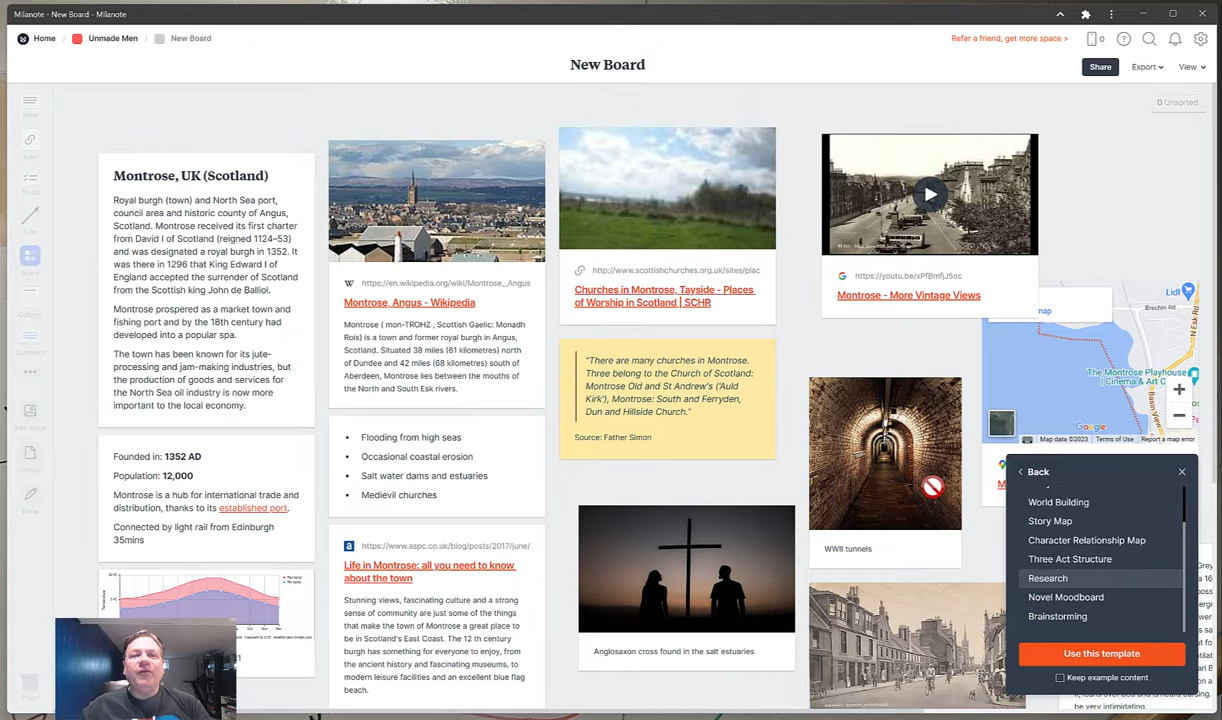 Milanote - New Board - Milanote
Home / Unmade Men / New Board
Refer a friend, get more space >
0
New Board
Share
Export
View
0 Unsorted
Montrose, UK (Scotland)
Royal burgh (town) and North Sea port,
council area and historic county of Angus,
Scotland. Montrose received its first charter
from David I of Scotland (reigned 1124–53)
and was designated a royal burgh in 1352. It
was there in 1296 that King Edward I of
England accepted the surrender of Scotland
from the Scottish king John de Balliol.
Montrose prospered as a market town and
fishing port and by the 18th century had
developed into a popular spa.
The town has been known for its jute-
processing and jam-making industries, but
the production of goods and services for
the North Sea oil industry is now more
important to the local economy.
Founded in: 1352 AD
Population: 12,000
Montrose is a hub for international trade and
distribution, thanks to its established port.
Connected by light rail from Edinburgh
35mins
21
https://en.wikipedia.org/wiki/Montrose,_Angus
Montrose, Angus - Wikipedia
Montrose ( mon-TROHZ , Scottish Gaelic: Monadh
Rois) is a town and former royal burgh in Angus,
Scotland. Situated 38 miles (61 kilometres) north
of Dundee and 42 miles (68 kilometres) south of
Aberdeen, Montrose lies between the mouths of
the North and South Esk rivers.
• Flooding from high seas
• Occasional coastal erosion
• Salt water dams and estuaries
• Medievil churches
https://www.aspc.co.uk/blog/posts/2017/june/
Life in Montrose: all you need to know
about the town
Stunning views, fascinating culture and a strong
sense of community are just some of the things
that make the town of Montrose a great place to
be in Scotland's East Coast. The 12 th century
burgh has something for everyone to enjoy, from
the ancient history and fascinating museums, to
modern leisure facilities and an excellent blue flag
beach.
http://www.scottishchurches.org.uk/sites/plac
Churches in Montrose, Tayside - Places
of Worship in Scotland | SCHR
"There are many churches in Montrose.
Three belong to the Church of Scotland:
Montrose Old and St Andrew's ('Auld
Kirk'), Montrose: South and Ferryden,
Dun and Hillside Church."
Source: Father Simon
Anglosaxon cross found in the salt estuaries
https://youtu.be/xPfBmfjJ5oc
Montrose - More Vintage Views
WWII tunnels
map
Lidl
Brechin Rd
N Esk Rd
The Montrose Playhouse
| Cinema & Art C
Basin View
Google
Map data ©2023
Terms of Use
Report a map error
Back
World Building
Story Map
Character Relationship Map
Three Act Structure
Research
Novel Moodboard
Brainstorming
Use this template
Keep example content
be very intimidating.